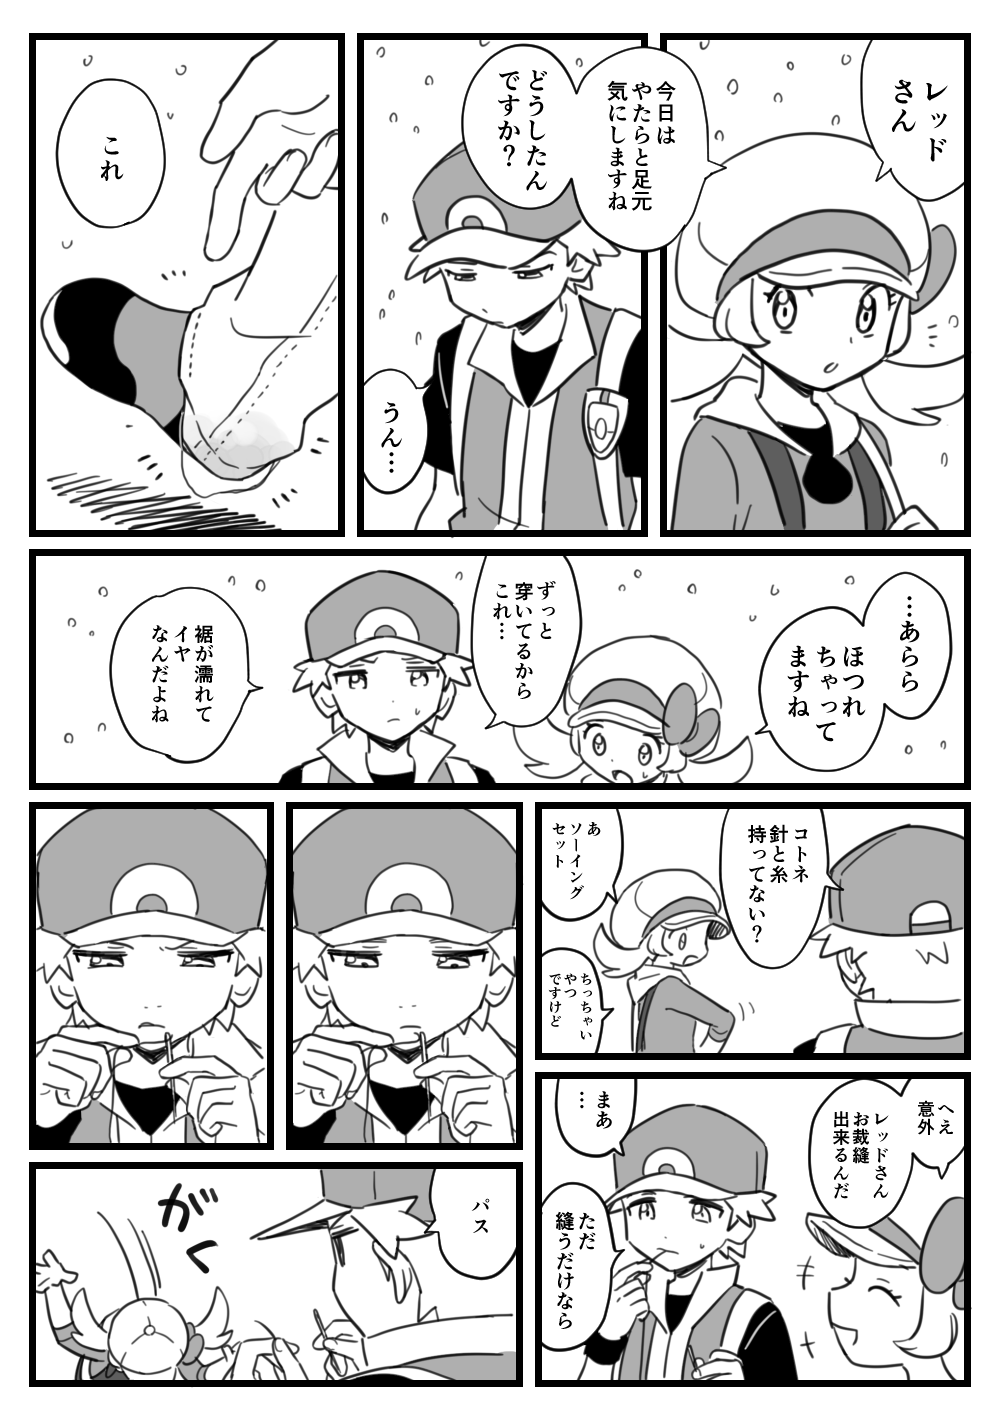 レッド
さん
今日は
やたらと足元
気にしますね
どうしたん
ですか?
うん…
これ
…あらら
ほつれ
ちゃって
ますね
ずっと
穿いてるから
これ…
裾が濡れて
イヤ
なんだよね
コトネ
針と糸
持ってない?
あ
ソーイング
セット
ちっちゃい
やつ
ですけど
へえ
意外
レッドさん
お裁縫
出来るんだ
まあ
…
ただ
縫うだけなら
パス
がくっ